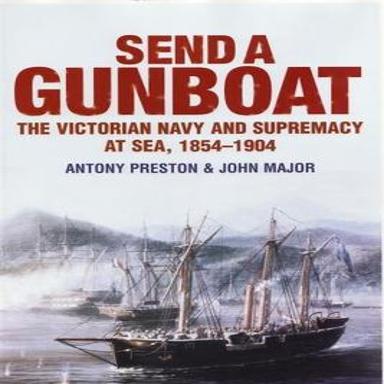 SEND A
GUNBOAT
THE VICTORIAN NAVY AND SUPREMACY
AT SEA, 1854–1904
ANTONY PRESTON & JOHN MAJOR